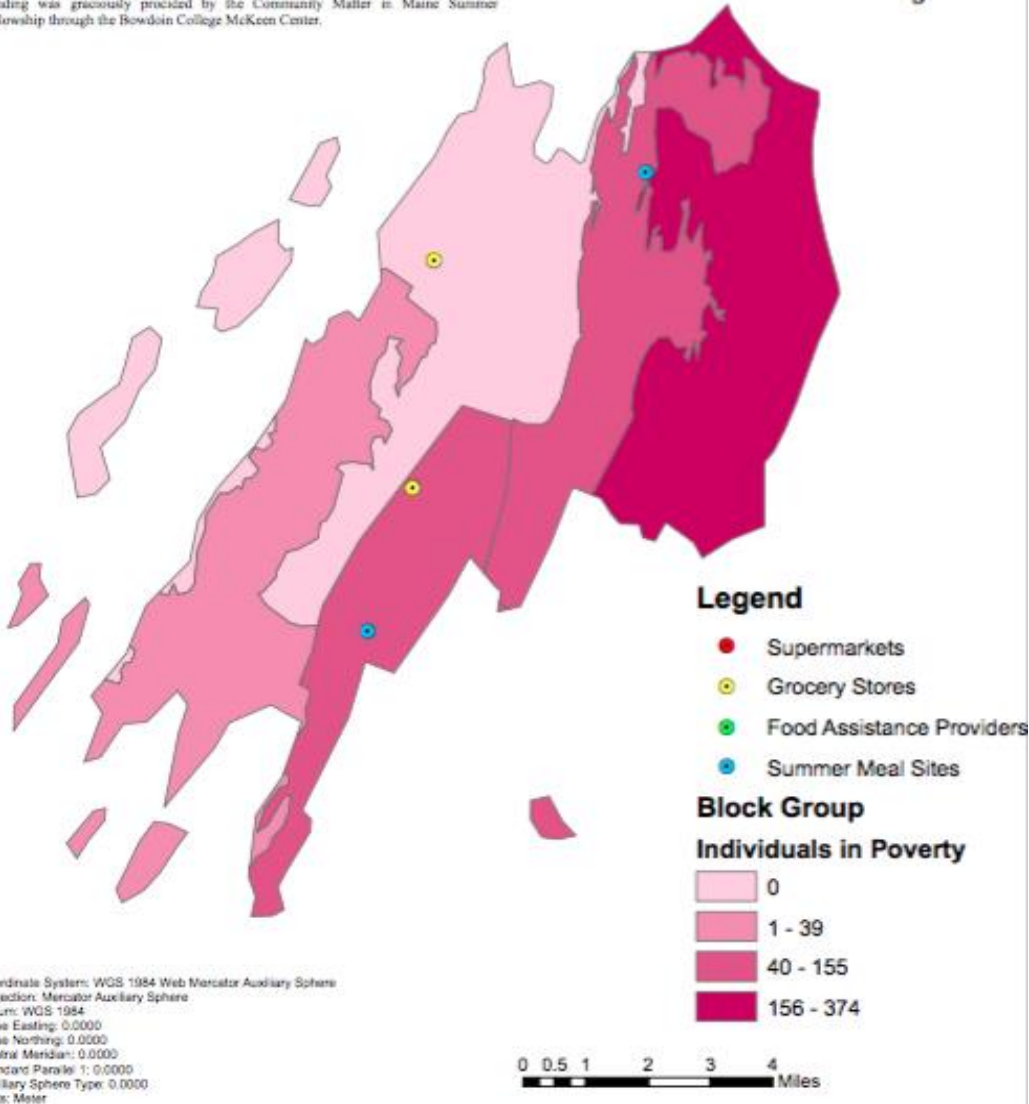 was graciously procided by the Community Matter in Maine Summer
through the Bowdoin College McKeen Center.
Legend
Supermarkets
Grocery Stores
Food Assistance Providers
Summer Meal Sites
Block Group
Individuals in Poverty
0
1 - 39
40 - 155
156 - 374
rdinate System: WGS 1984 Web Mercator Auxiliary Sphere
ection: Mercator Auxiliary Sphere
um: WGS 1984
e Easting: 0.0000
e Northing: 0.0000
tral Meridian: 0.0000
ndard Parallel 1: 0.0000
iliary Sphere Type: 0.0000
s: Meter
0 0.5 1 2 3 4
Miles